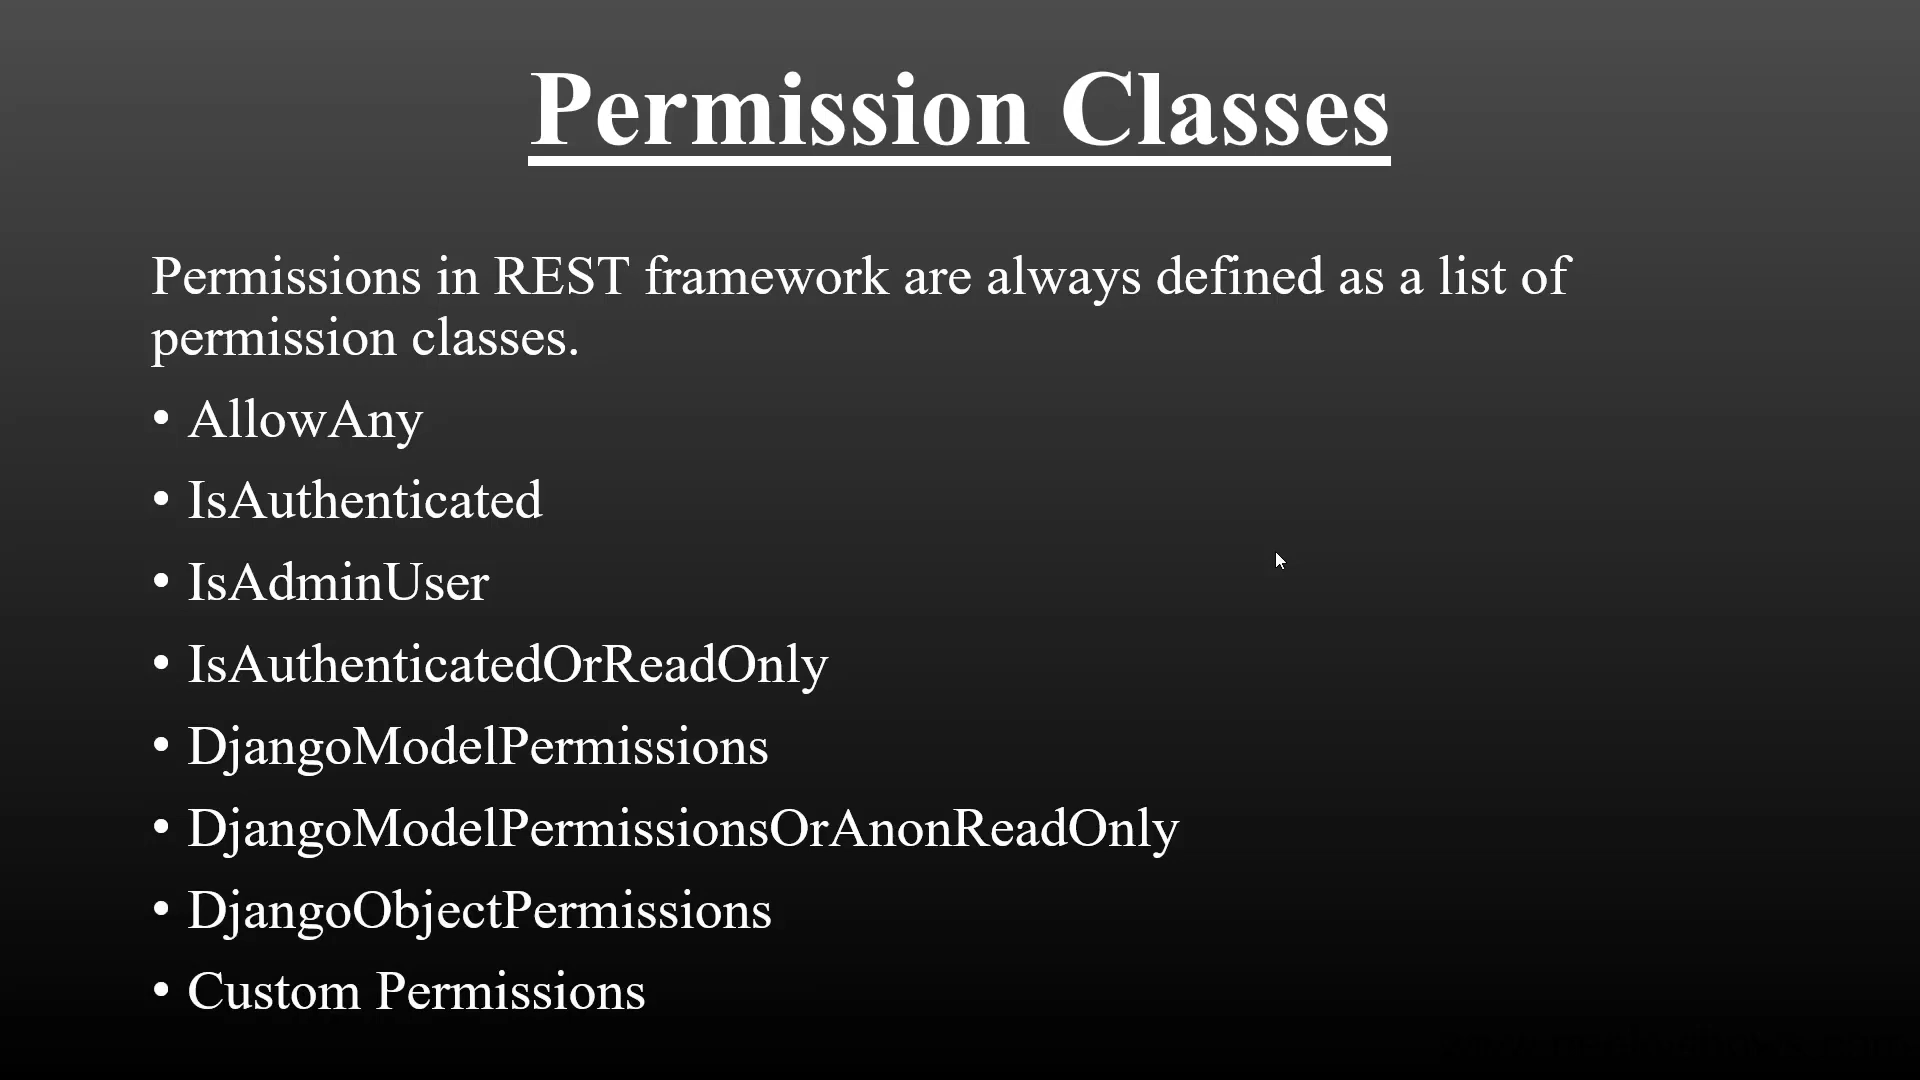 Permission Classes
Permissions in REST framework are always defined as a list of
permission classes.
• AllowAny
• IsAuthenticated
• IsAdminUser
• IsAuthenticatedOrReadOnly
• DjangoModelPermissions
• DjangoModelPermissionsOrAnonReadOnly
• DjangoObjectPermissions
• Custom Permissions